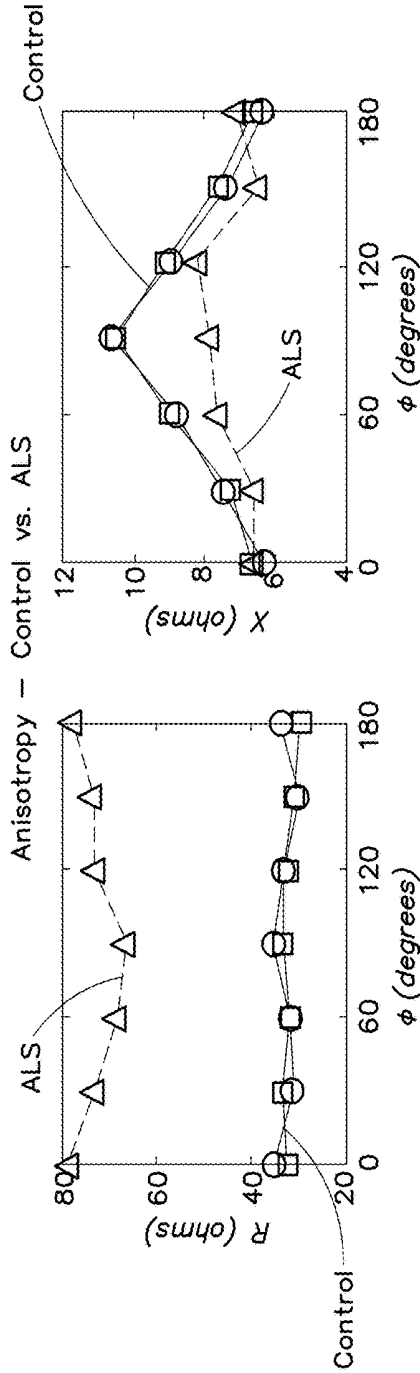 Anisotropy — Control vs. ALS
ALS
Control
R (ohms)
80
60
40
20
0
60
120
180
ϕ (degrees)
Control
ALS
X (ohms)
12
10
8
6
4
0
60
120
180
ϕ (degrees)